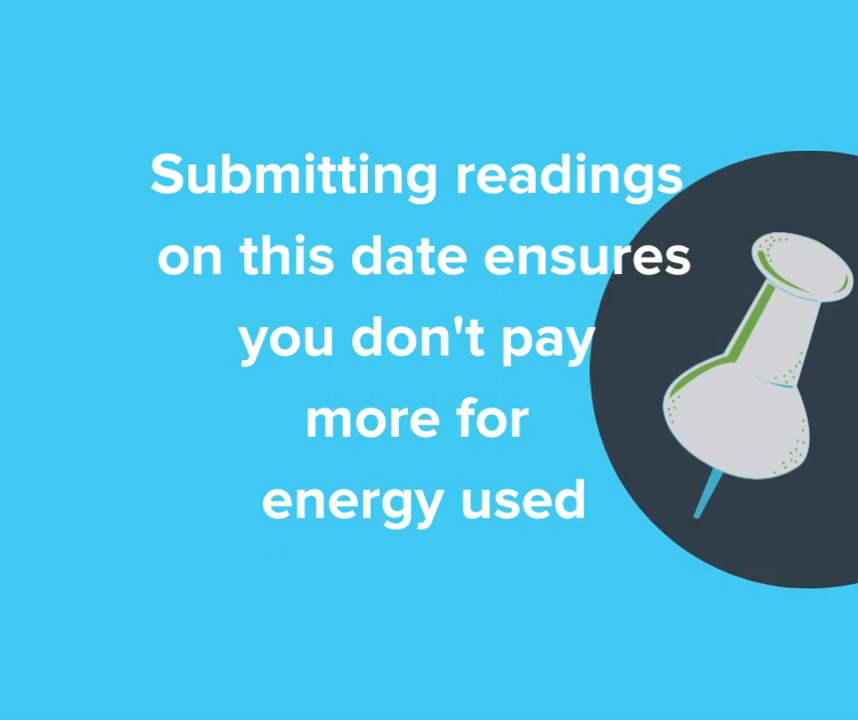 Submitting readings
on this date ensures
you don't pay
more for
energy used